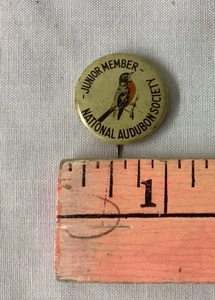 - JUNIOR MEMBER -
NATIONAL AUDUBON SOCIETY
1